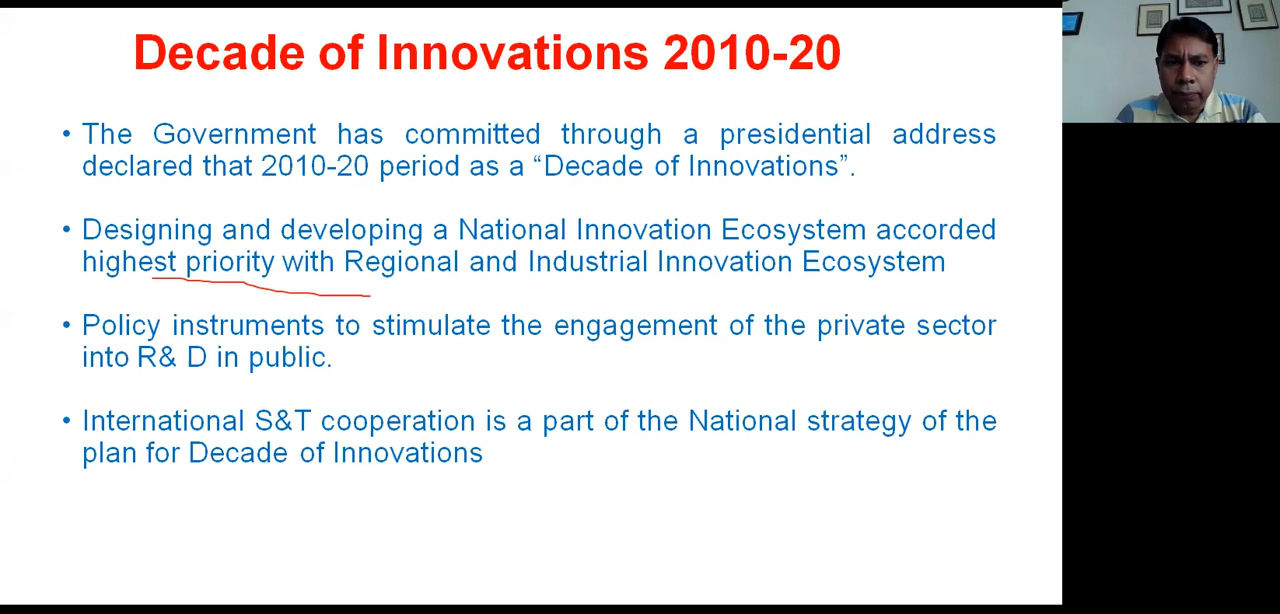 Decade of Innovations 2010-20
• The Government has committed through a presidential address
declared that 2010-20 period as a “Decade of Innovations”.
• Designing and developing a National Innovation Ecosystem accorded
highest priority with Regional and Industrial Innovation Ecosystem
• Policy instruments to stimulate the engagement of the private sector
into R& D in public.
• International S&T cooperation is a part of the National strategy of the
plan for Decade of Innovations